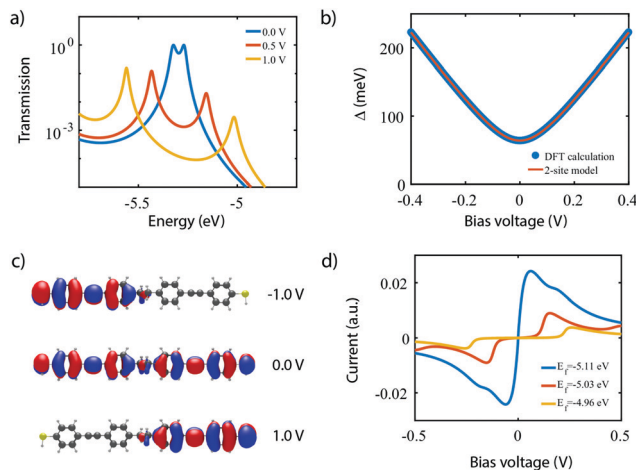 a)
Transmission
10⁰
10⁻³
-5.5
-5
Energy (eV)
0.0 V
0.5 V
1.0 V
b)
Δ (meV)
200
100
0
-0.4
-0.2
0
0.2
0.4
Bias voltage (V)
DFT calculation
2-site model
c)
-1.0 V
0.0 V
1.0 V
d)
Current (a.u.)
0.02
0
-0.02
-0.5
0
0.5
Bias voltage (V)
E_f=-5.11 eV
E_f=-5.03 eV
E_f=-4.96 eV